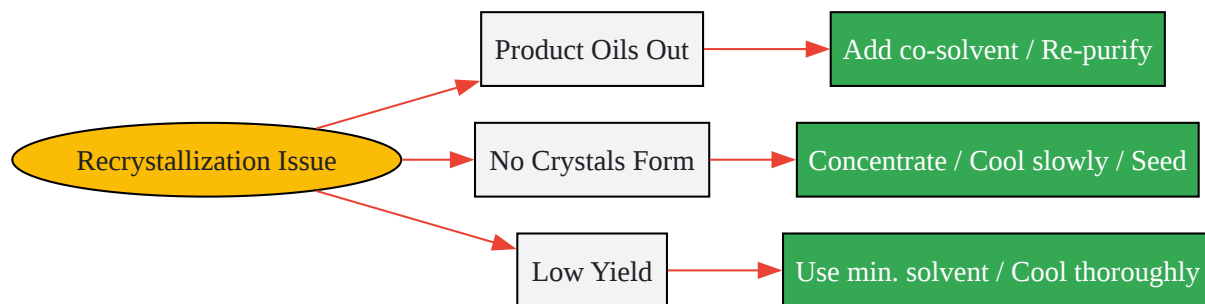 Product Oils Out
Add co-solvent / Re-purify
Recrystallization Issue
No Crystals Form
Concentrate / Cool slowly / Seed
Low Yield
Use min. solvent / Cool thoroughly